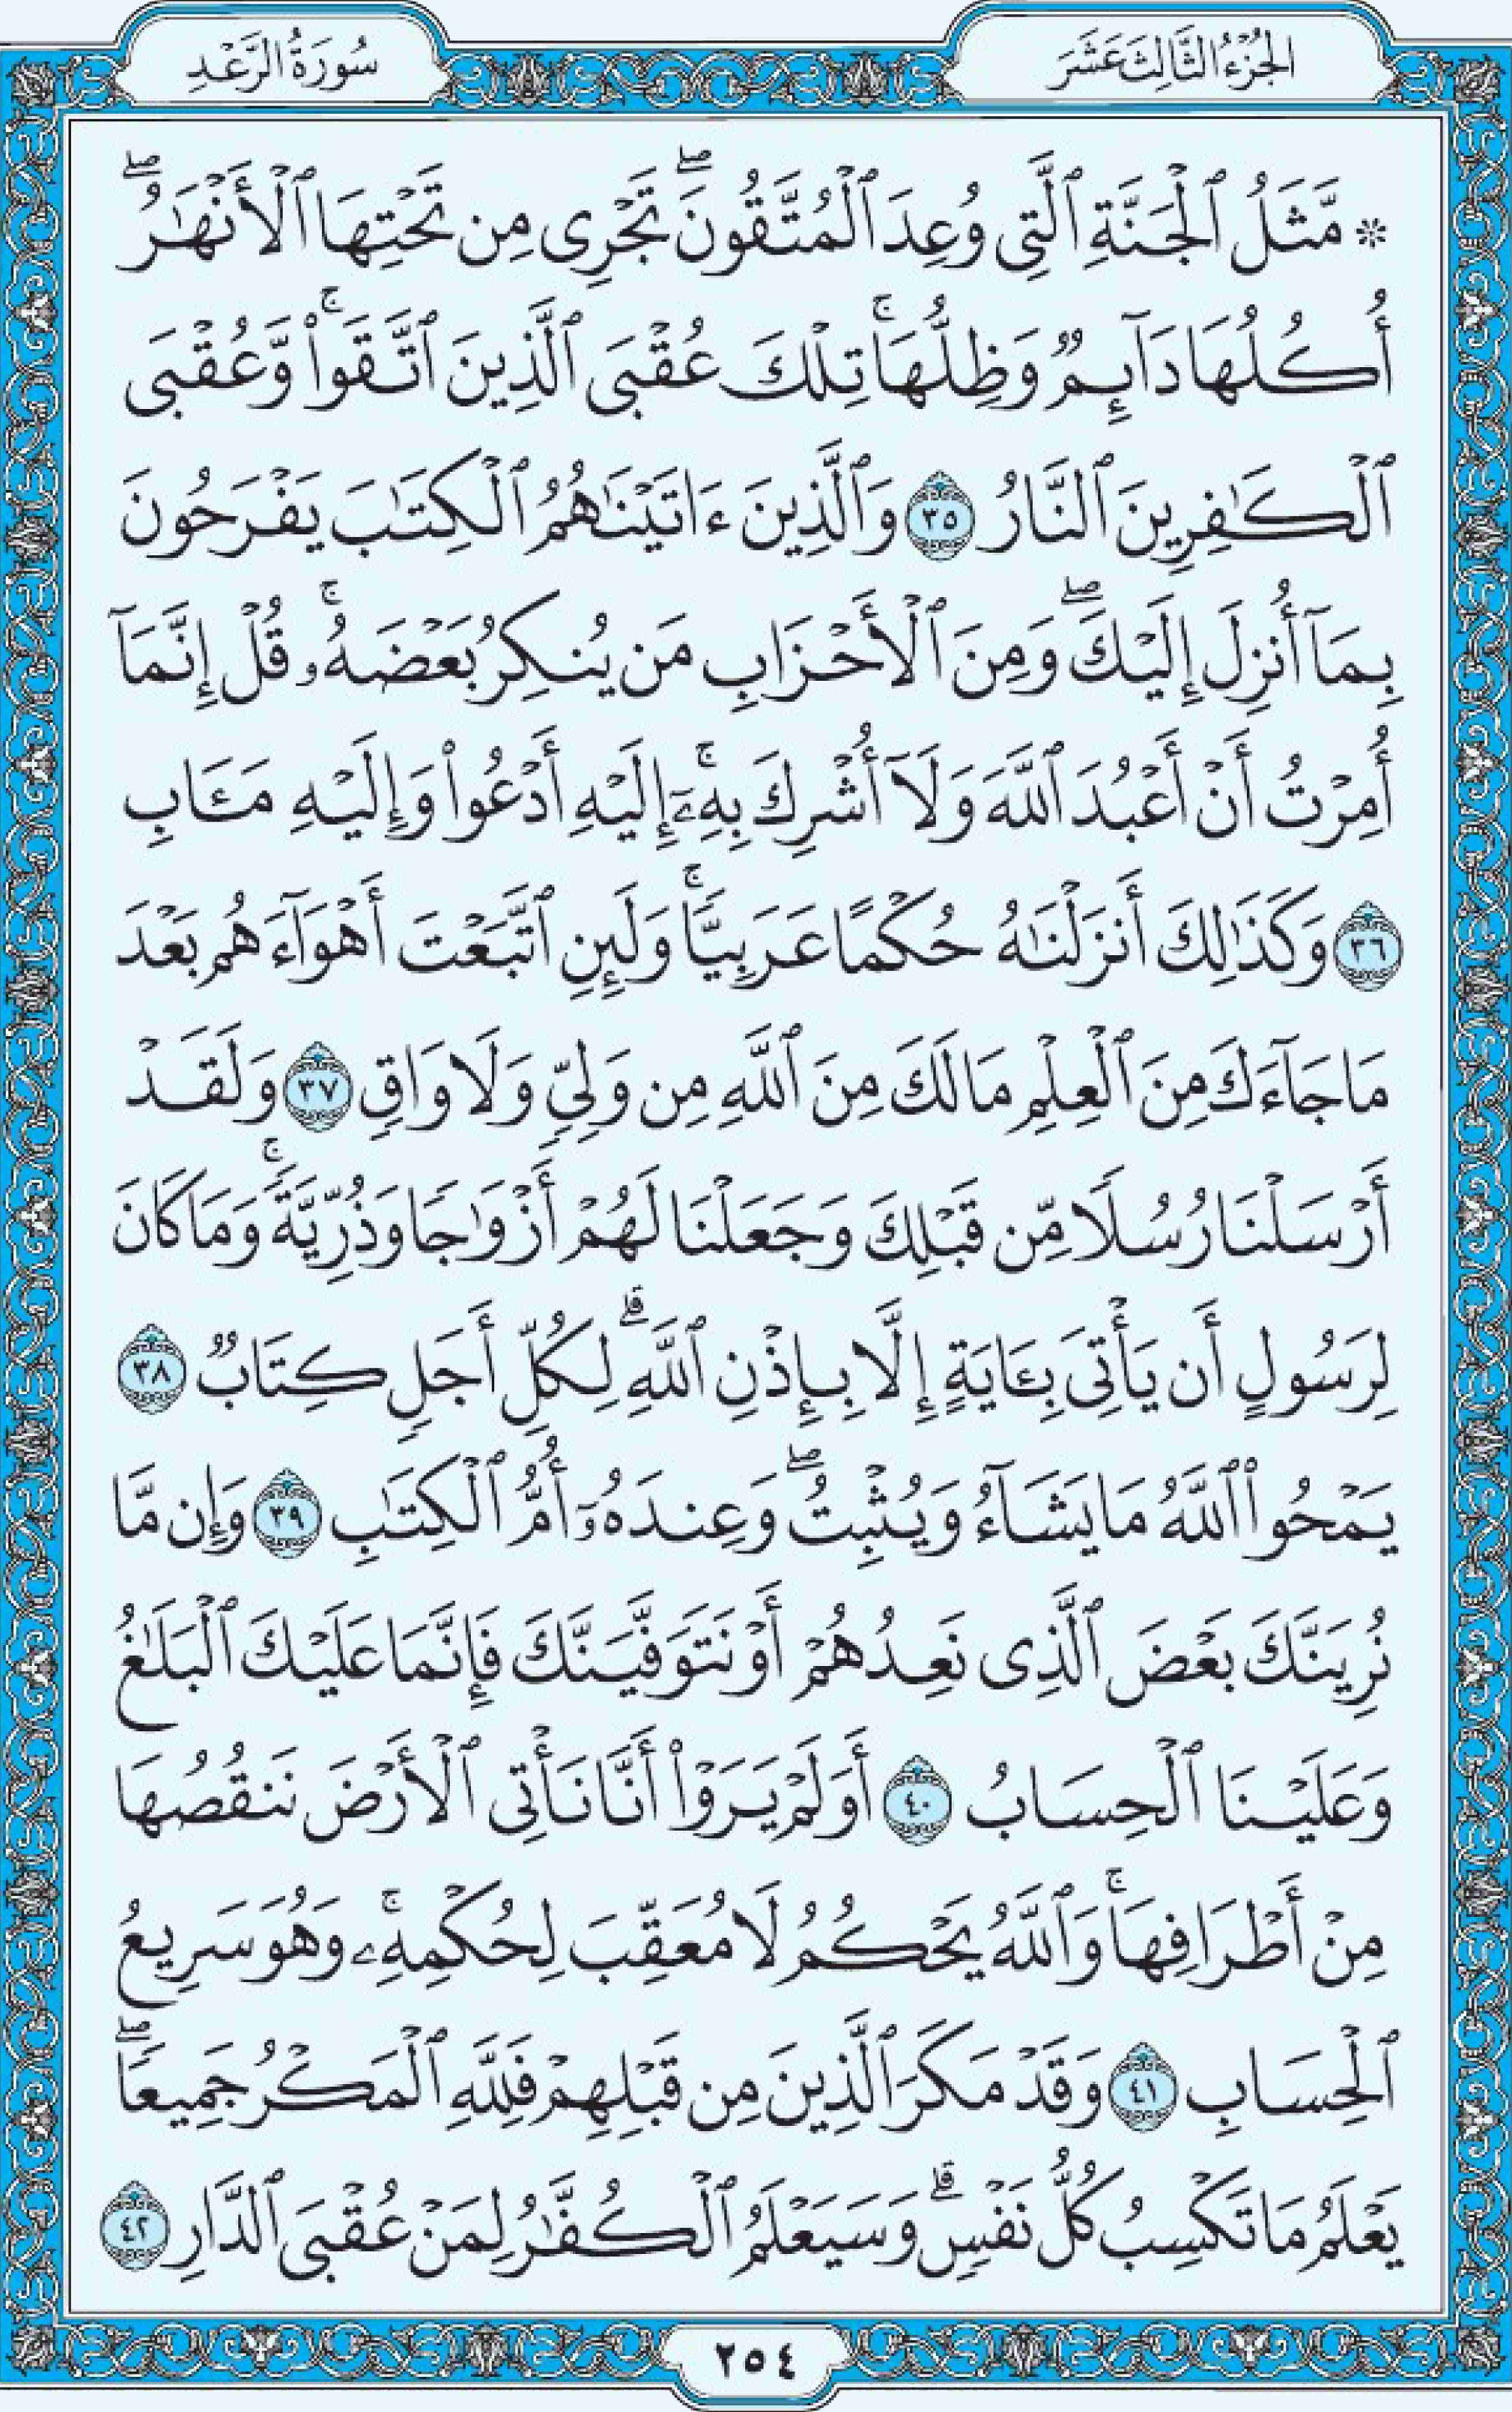 الجُزْءُ الثَّالِثَ عَشَرَ
سُورَةُ الرَّعْدِ
۞ مَّثَلُ ٱلْجَنَّةِ ٱلَّتِى وُعِدَ ٱلْمُتَّقُونَۖ تَجْرِى مِن تَحْتِهَا ٱلْأَنْهَـٰرُۖ
أُكُلُهَا دَآئِمٌ وَظِلُّهَاۚ تِلْكَ عُقْبَى ٱلَّذِينَ ٱتَّقَوا۟ۚ وَّعُقْبَى
ٱلْكَـٰفِرِينَ ٱلنَّارُ ٣٥ وَٱلَّذِينَ ءَاتَيْنَـٰهُمُ ٱلْكِتَـٰبَ يَفْرَحُونَ
بِمَآ أُنزِلَ إِلَيْكَۖ وَمِنَ ٱلْأَحْزَابِ مَن يُنكِرُ بَعْضَهُۥۚ قُلْ إِنَّمَآ
أُمِرْتُ أَنْ أَعْبُدَ ٱللَّهَ وَلَآ أُشْرِكَ بِهِۦٓۚ إِلَيْهِ أَدْعُوا۟ وَإِلَيْهِ مَـَٔابِ
٣٦ وَكَذَٰلِكَ أَنزَلْنَـٰهُ حُكْمًا عَرَبِيًّاۚ وَلَئِنِ ٱتَّبَعْتَ أَهْوَآءَهُم بَعْدَ
مَا جَآءَكَ مِنَ ٱلْعِلْمِ مَا لَكَ مِنَ ٱللَّهِ مِن وَلِىٍّ وَلَا وَاقٍ ٣٧ وَلَقَدْ
أَرْسَلْنَا رُسُلًا مِّن قَبْلِكَ وَجَعَلْنَا لَهُمْ أَزْوَٰجًا وَذُرِّيَّةًۚ وَمَا كَانَ
لِرَسُولٍ أَن يَأْتِىَ بِـَٔايَةٍ إِلَّا بِإِذْنِ ٱللَّهِۗ لِكُلِّ أَجَلٍ كِتَابٌ ٣٨
يَمْحُوا۟ ٱللَّهُ مَا يَشَآءُ وَيُثْبِتُۖ وَعِندَهُۥٓ أُمُّ ٱلْكِتَـٰبِ ٣٩ وَإِن مَّا
نُرِيَنَّكَ بَعْضَ ٱلَّذِى نَعِدُهُمْ أَوْ نَتَوَفَّيَنَّكَ فَإِنَّمَا عَلَيْكَ ٱلْبَلَـٰغُ
وَعَلَيْنَا ٱلْحِسَابُ ٤٠ أَوَلَمْ يَرَوْا۟ أَنَّا نَأْتِى ٱلْأَرْضَ نَنقُصُهَا
مِنْ أَطْرَافِهَاۚ وَٱللَّهُ يَحْكُمُ لَا مُعَقِّبَ لِحُكْمِهِۦۚ وَهُوَ سَرِيعُ
ٱلْحِسَابِ ٤١ وَقَدْ مَكَرَ ٱلَّذِينَ مِن قَبْلِهِمْ فَلِلَّهِ ٱلْمَكْرُ جَمِيعًاۖ
يَعْلَمُ مَا تَكْسِبُ كُلُّ نَفْسٍۗ وَسَيَعْلَمُ ٱلْكُفَّـٰرُ لِمَنْ عُقْبَى ٱلدَّارِ ٤٢
٢٥٤